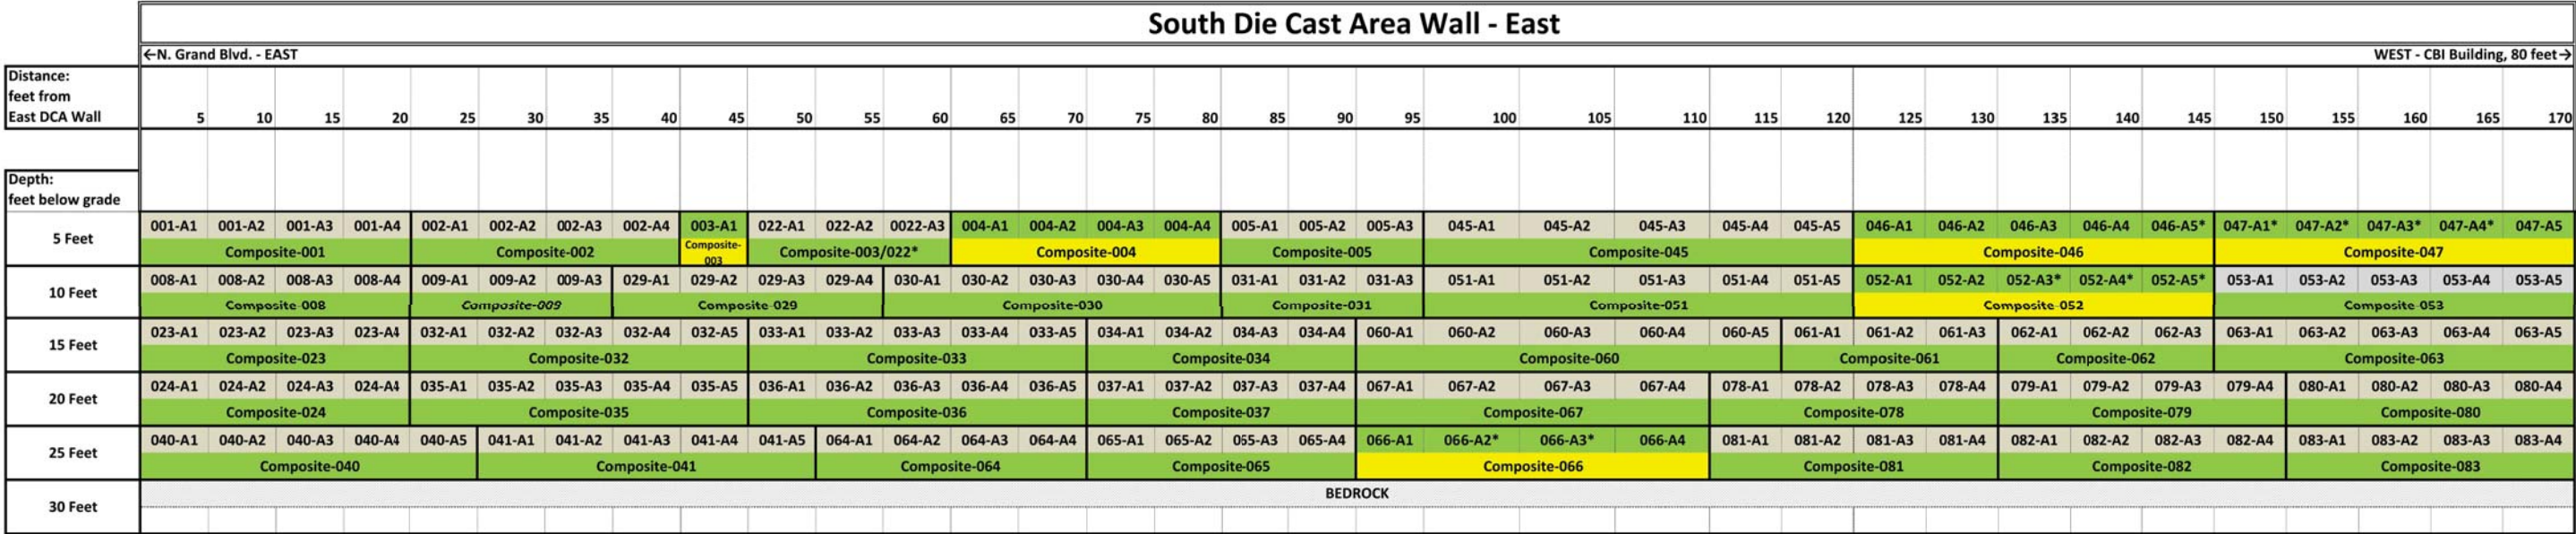 South Die Cast Area Wall - East
←N. Grand Blvd. - EAST WEST - CBI Building, 80 feet→
Distance:
feet from
East DCA Wall 5 10 15 20 25 30 35 40 45 50 55 60 65 70 75 80 85 90 95 100 105 110 115 120 125 130 135 140 145 150 155 160 165 170
Depth:
feet below grade
5 Feet
001-A1 001-A2 001-A3 001-A4 002-A1 002-A2 002-A3 002-A4 003-A1 022-A1 022-A2 0022-A3 004-A1 004-A2 004-A3 004-A4 005-A1 005-A2 005-A3 045-A1 045-A2 045-A3 045-A4 045-A5 046-A1 046-A2 046-A3 046-A4 046-A5* 047-A1* 047-A2* 047-A3* 047-A4* 047-A5
Composite-001 Composite-002 Composite-003 Composite-003/022* Composite-004 Composite-005 Composite-045 Composite-046 Composite-047
10 Feet
008-A1 008-A2 008-A3 008-A4 009-A1 009-A2 009-A3 029-A1 029-A2 029-A3 029-A4 030-A1 030-A2 030-A3 030-A4 030-A5 031-A1 031-A2 031-A3 051-A1 051-A2 051-A3 051-A4 051-A5 052-A1 052-A2 052-A3* 052-A4* 052-A5* 053-A1 053-A2 053-A3 053-A4 053-A5
Composite-008 Composite-009 Composite-029 Composite-030 Composite-031 Composite-051 Composite-052 Composite-053
15 Feet
023-A1 023-A2 023-A3 023-A4 032-A1 032-A2 032-A3 032-A4 032-A5 033-A1 033-A2 033-A3 033-A4 033-A5 034-A1 034-A2 034-A3 034-A4 060-A1 060-A2 060-A3 060-A4 060-A5 061-A1 061-A2 061-A3 062-A1 062-A2 062-A3 063-A1 063-A2 063-A3 063-A4 063-A5
Composite-023 Composite-032 Composite-033 Composite-034 Composite-060 Composite-061 Composite-062 Composite-063
20 Feet
024-A1 024-A2 024-A3 024-A4 035-A1 035-A2 035-A3 035-A4 035-A5 036-A1 036-A2 036-A3 036-A4 036-A5 037-A1 037-A2 037-A3 037-A4 067-A1 067-A2 067-A3 067-A4 078-A1 078-A2 078-A3 078-A4 079-A1 079-A2 079-A3 079-A4 080-A1 080-A2 080-A3 080-A4
Composite-024 Composite-035 Composite-036 Composite-037 Composite-067 Composite-078 Composite-079 Composite-080
25 Feet
040-A1 040-A2 040-A3 040-A4 040-A5 041-A1 041-A2 041-A3 041-A4 041-A5 064-A1 064-A2 064-A3 064-A4 065-A1 065-A2 065-A3 065-A4 066-A1 066-A2* 066-A3* 066-A4 081-A1 081-A2 081-A3 081-A4 082-A1 082-A2 082-A3 082-A4 083-A1 083-A2 083-A3 083-A4
Composite-040 Composite-041 Composite-064 Composite-065 Composite-066 Composite-081 Composite-082 Composite-083
30 Feet
BEDROCK